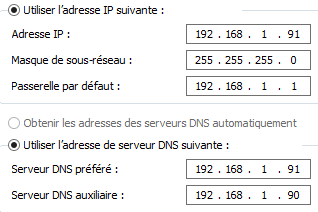 Utiliser l'adresse IP suivante :
Adresse IP : 192 . 168 . 1 . 91
Masque de sous-réseau : 255 . 255 . 255 . 0
Passerelle par défaut : 192 . 168 . 1 . 1
Obtenir les adresses des serveurs DNS automatiquement
Utiliser l'adresse de serveur DNS suivante :
Serveur DNS préféré : 192 . 168 . 1 . 91
Serveur DNS auxiliaire : 192 . 168 . 1 . 90